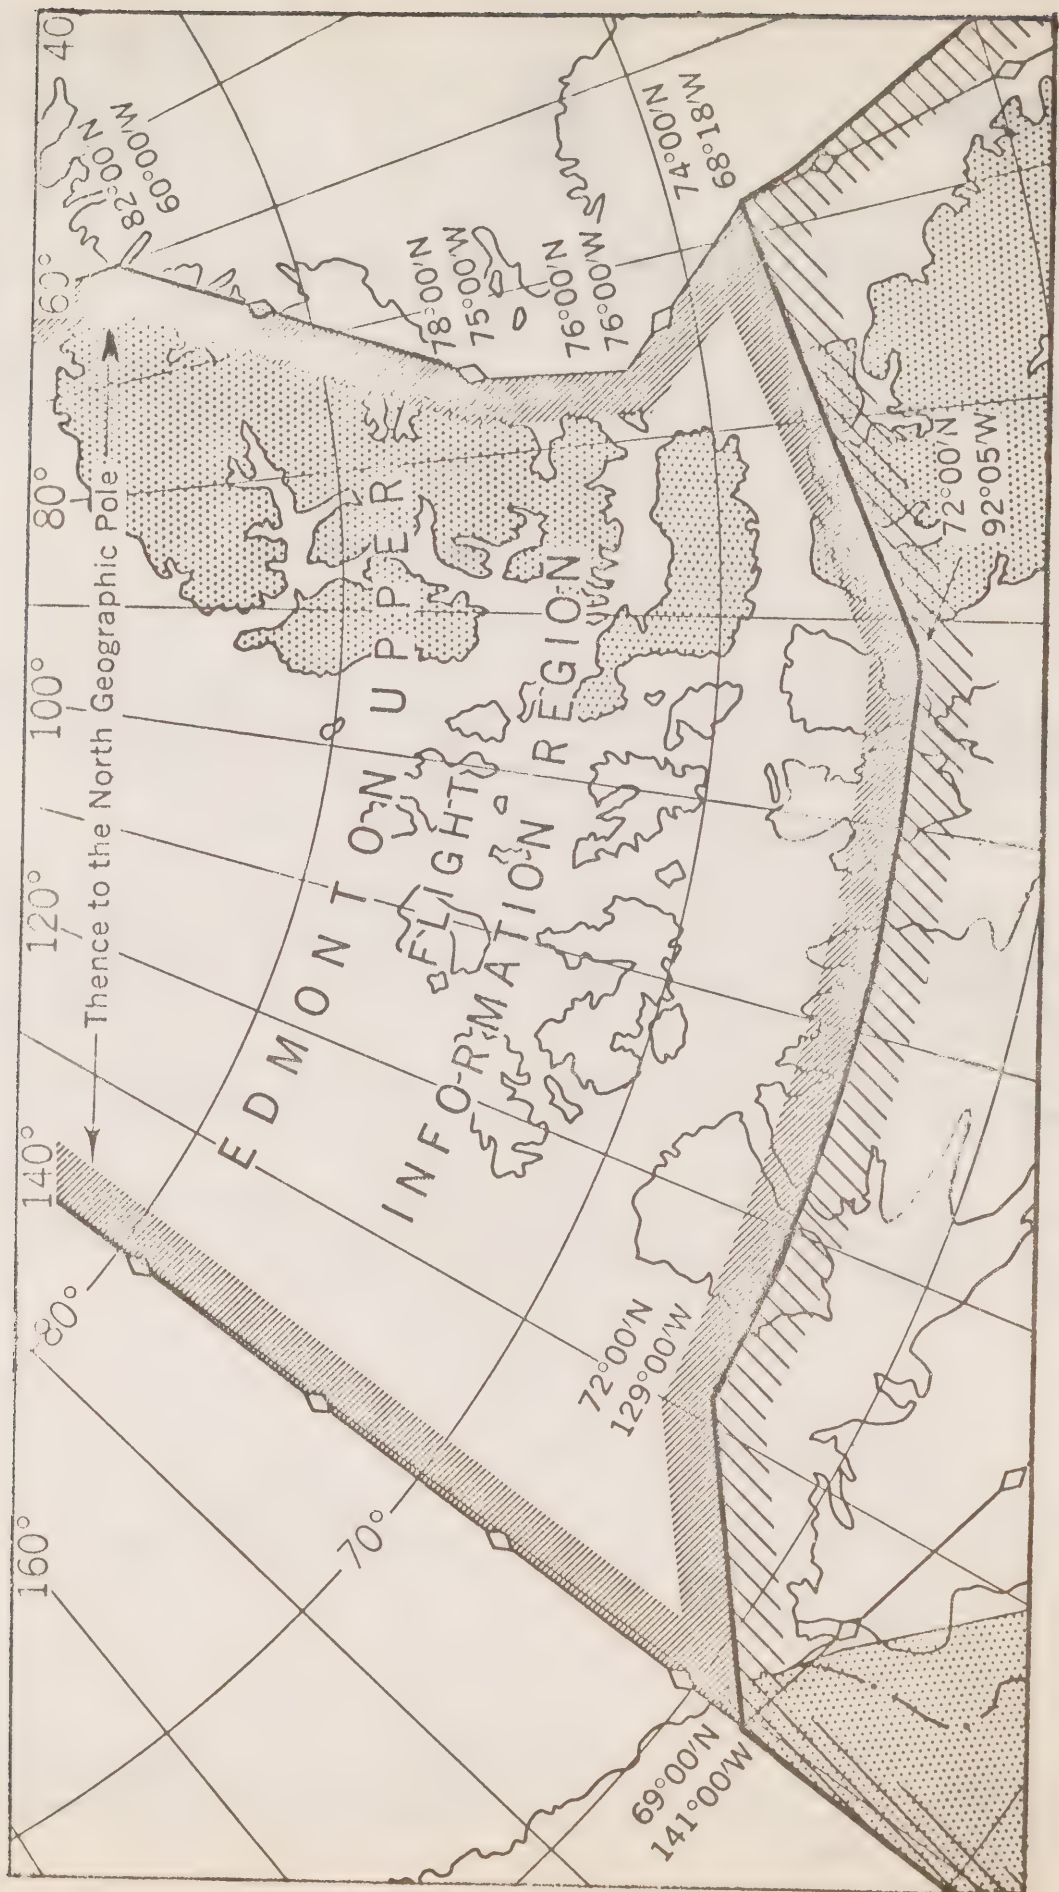 160°
140°
120°
100°
80°
60°
40
80°
70°
Thence to the North Geographic Pole
82°00'N
60°00'W
78°00'N
75°00'W
76°00'N
76°00'W
74°00'N
68°18'W
EDMONTON UPPER
FLIGHT
INFORMATION REGION
72°00'N
129°00'W
72°00'N
92°05'W
69°00'N
141°00'W